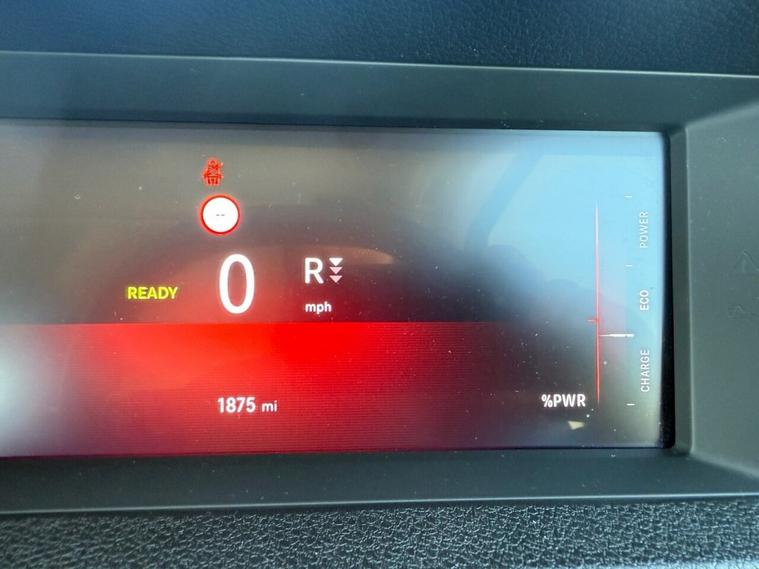 --
READY
0
R
mph
1875 mi
%PWR
POWER
ECO
CHARGE